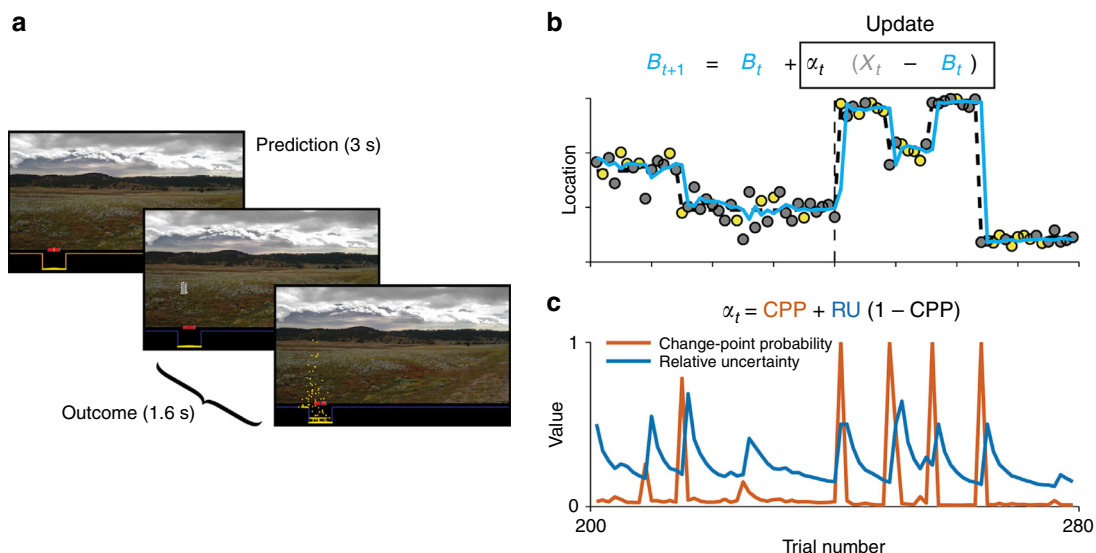 a
Prediction (3 s)
Outcome (1.6 s)
b
Update
B_{t+1} = B_t + α_t (X_t − B_t)
Location
c
α_t = CPP + RU (1 − CPP)
1
Change-point probability
Relative uncertainty
Value
0
200
280
Trial number